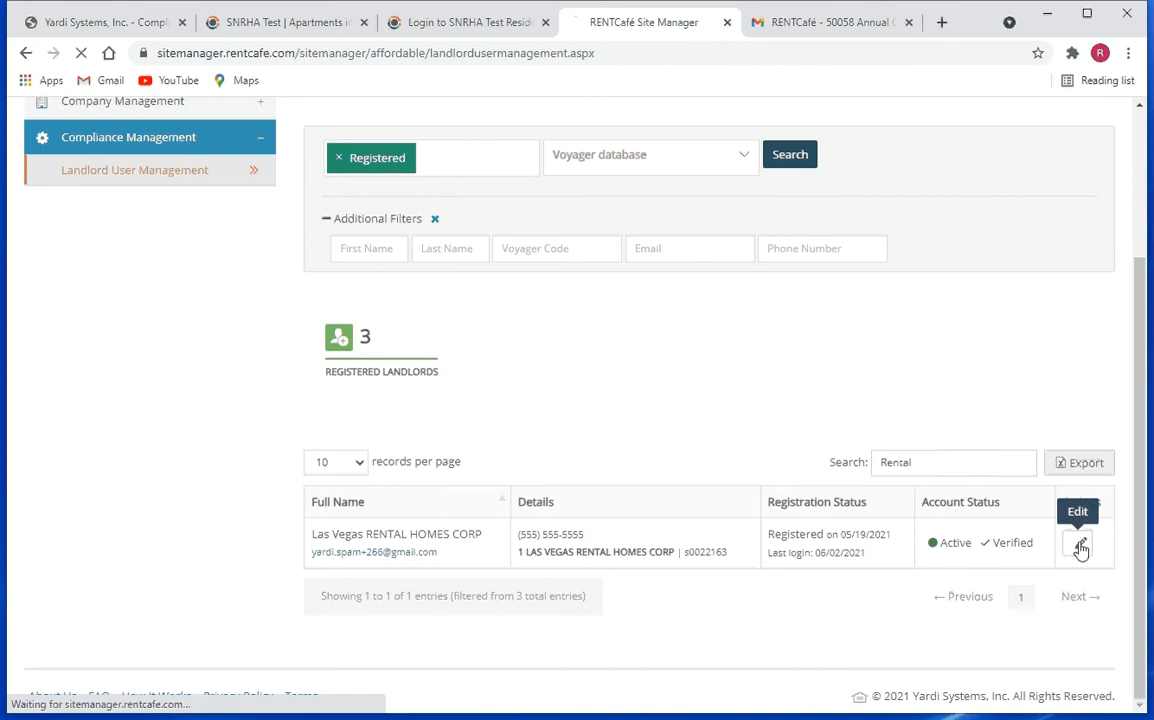 Yardi Systems, Inc. - Compli
SNRHA Test | Apartments i
Login to SNRHA Test Resid
RENTCafé Site Manager
RENTCafé - 50058 Annual
sitemanager.rentcafe.com/sitemanager/affordable/landlordusermanagement.aspx
R
Apps
Gmail
YouTube
Maps
Reading list
Company Management
Compliance Management
Landlord User Management
× Registered
Voyager database
Search
Additional Filters
First Name
Last Name
Voyager Code
Email
Phone Number
3
REGISTERED LANDLORDS
10 records per page
Search: Rental
Export
Full Name
Details
Registration Status
Account Status
Edit
Las Vegas RENTAL HOMES CORP
yardi.spam+266@gmail.com
(555) 555-5555
1 LAS VEGAS RENTAL HOMES CORP | s0022163
Registered on 05/19/2021
Last login: 06/02/2021
Active ✓ Verified
Showing 1 to 1 of 1 entries (filtered from 3 total entries)
← Previous
1
Next →
About Us FAQ How It Works Privacy Policy Terms
Waiting for sitemanager.rentcafe.com...
© 2021 Yardi Systems, Inc. All Rights Reserved.